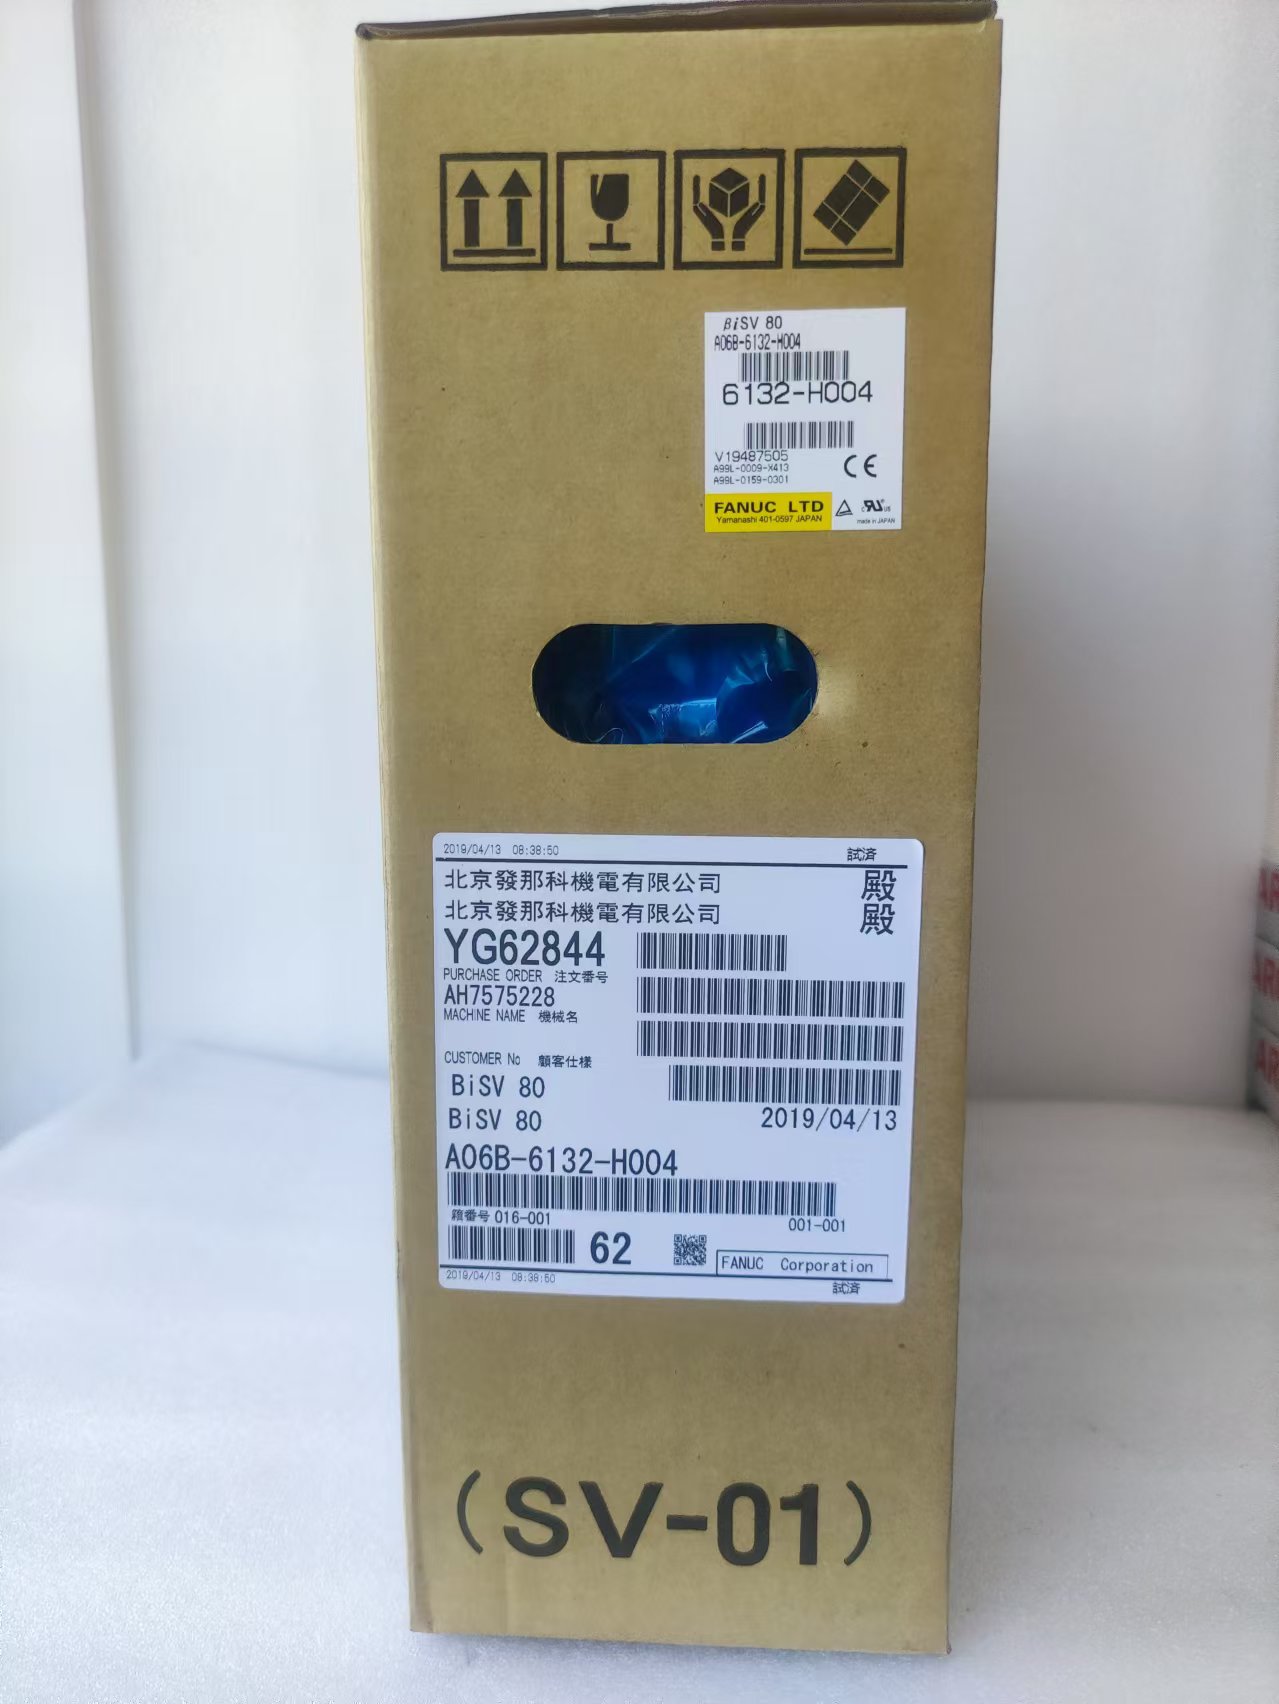 βiSV 80
A06B-6132-H004
6132-H004
V19487505
A99L-0009-X413
A99L-0159-0301
CE
FANUC LTD
Yamanashi 401-0597 JAPAN
c RU us
made in JAPAN
2019/04/13 08:38:50 試済
北京發那科機電有限公司 殿
北京發那科機電有限公司 殿
YG62844
PURCHASE ORDER 注文番号
AH7575228
MACHINE NAME 機械名
CUSTOMER No 顧客仕様
BiSV 80
BiSV 80 2019/04/13
A06B-6132-H004
籍番号 016-001 001-001
62 FANUC Corporation
2019/04/13 08:38:50 試済
(SV-01)